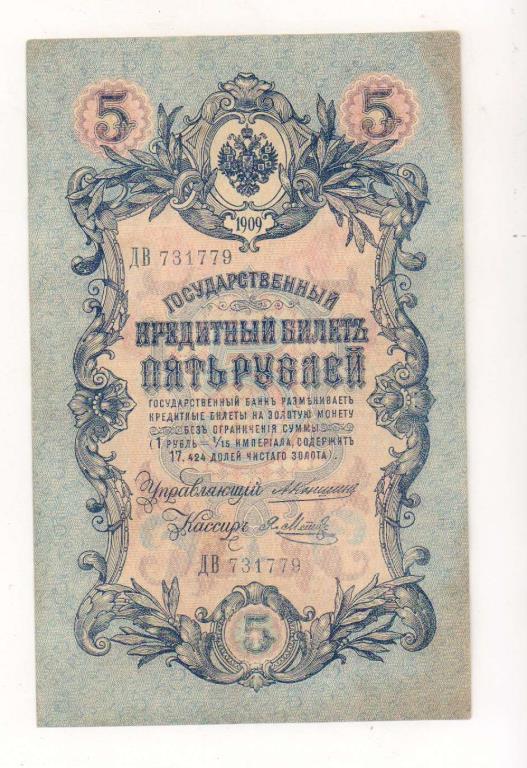 5 5
1909
ДВ 731779
ГОСУДАРСТВЕННЫЙ
КРЕДИТНЫЙ БИЛЕТЪ
ПЯТЬ РУБЛЕЙ
ГОСУДАРСТВЕННЫЙ БАНКЪ РАЗМѢНИВАЕТЪ
КРЕДИТНЫЕ БИЛЕТЫ НА ЗОЛОТУЮ МОНЕТУ
БЕЗЪ ОГРАНИЧЕНІЯ СУММЫ
(1 РУБЛЬ = 1/15 ИМПЕРІАЛА, СОДЕРЖИТЪ
17,424 ДОЛЕЙ ЧИСТАГО ЗОЛОТА).
Управляющій
Кассиръ
ДВ 731779
5